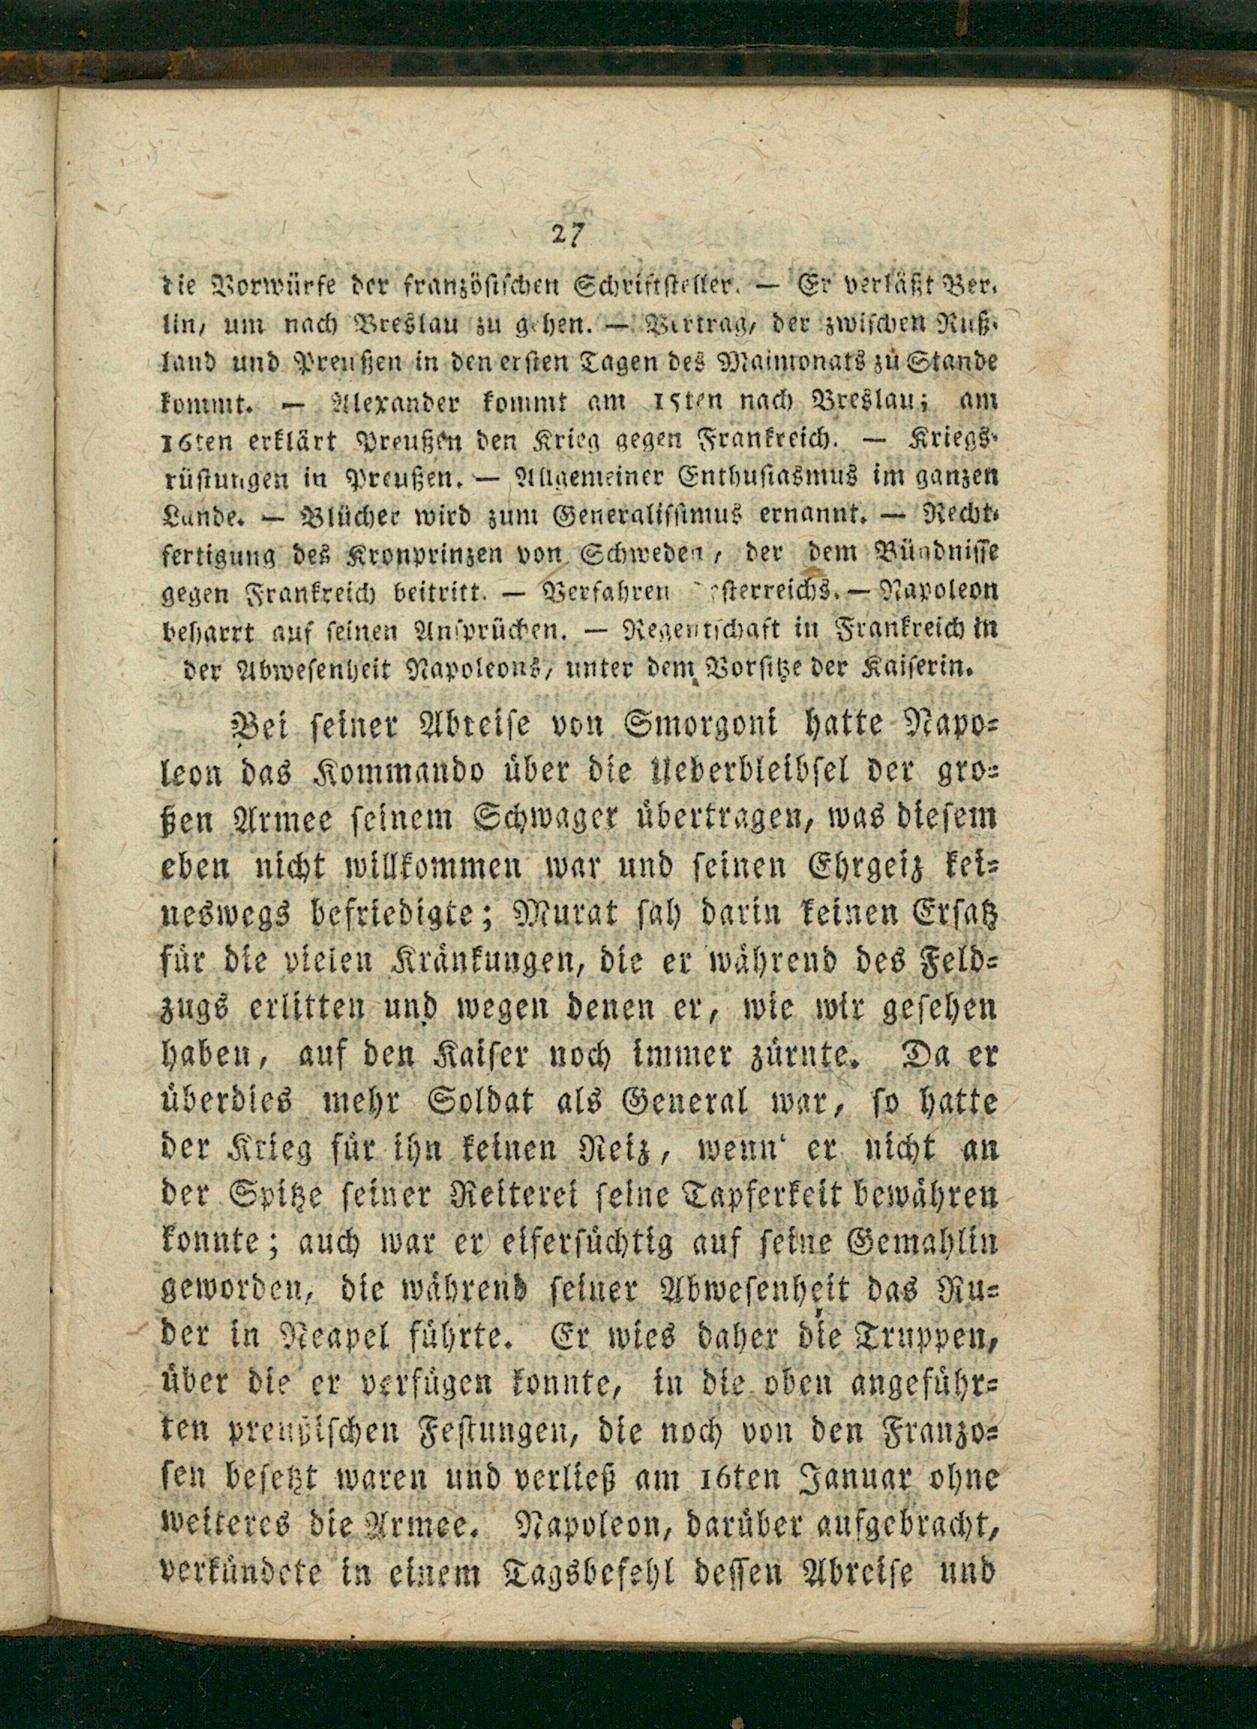 27
die Vorwürfe der französischen Schriftsteller. — Er verläßt Ber-
lin, um nach Breslau zu gehen. — Vertrag, der zwischen Ruß-
land und Preußen in den ersten Tagen des Maimonats zu Stande
kommt. — Alexander kommt am 15ten nach Breslau; am
16ten erklärt Preußen den Krieg gegen Frankreich. — Kriegs-
rüstungen in Preußen. — Allgemeiner Enthusiasmus im ganzen
Lande. — Blücher wird zum Generalissimus ernannt. — Recht-
fertigung des Kronprinzen von Schweden, der dem Bündnisse
gegen Frankreich beitritt. — Verfahren Oesterreichs. — Napoleon
beharrt auf seinen Ansprüchen. — Regentschaft in Frankreich in
der Abwesenheit Napoleons, unter dem Vorsitze der Kaiserin.
Bei seiner Abreise von Smorgoni hatte Napo-
leon das Kommando über die Ueberbleibsel der gro-
ßen Armee seinem Schwager übertragen, was diesem
eben nicht willkommen war und seinen Ehrgeiz kei-
neswegs befriedigte; Murat sah darin keinen Ersatz
für die vielen Kränkungen, die er während des Feld-
zugs erlitten und wegen denen er, wie wir gesehen
haben, auf den Kaiser noch immer zürnte. Da er
überdies mehr Soldat als General war, so hatte
der Krieg für ihn keinen Reiz, wenn er nicht an
der Spitze seiner Reiterei seine Tapferkeit bewähren
konnte; auch war er eifersüchtig auf seine Gemahlin
geworden, die während seiner Abwesenheit das Ru-
der in Neapel führte. Er wies daher die Truppen,
über die er verfügen konnte, in die oben angeführ-
ten preußischen Festungen, die noch von den Franzo-
sen besetzt waren und verließ am 16ten Januar ohne
weiteres die Armee. Napoleon, darüber aufgebracht,
verkündete in einem Tagsbefehl dessen Abreise und